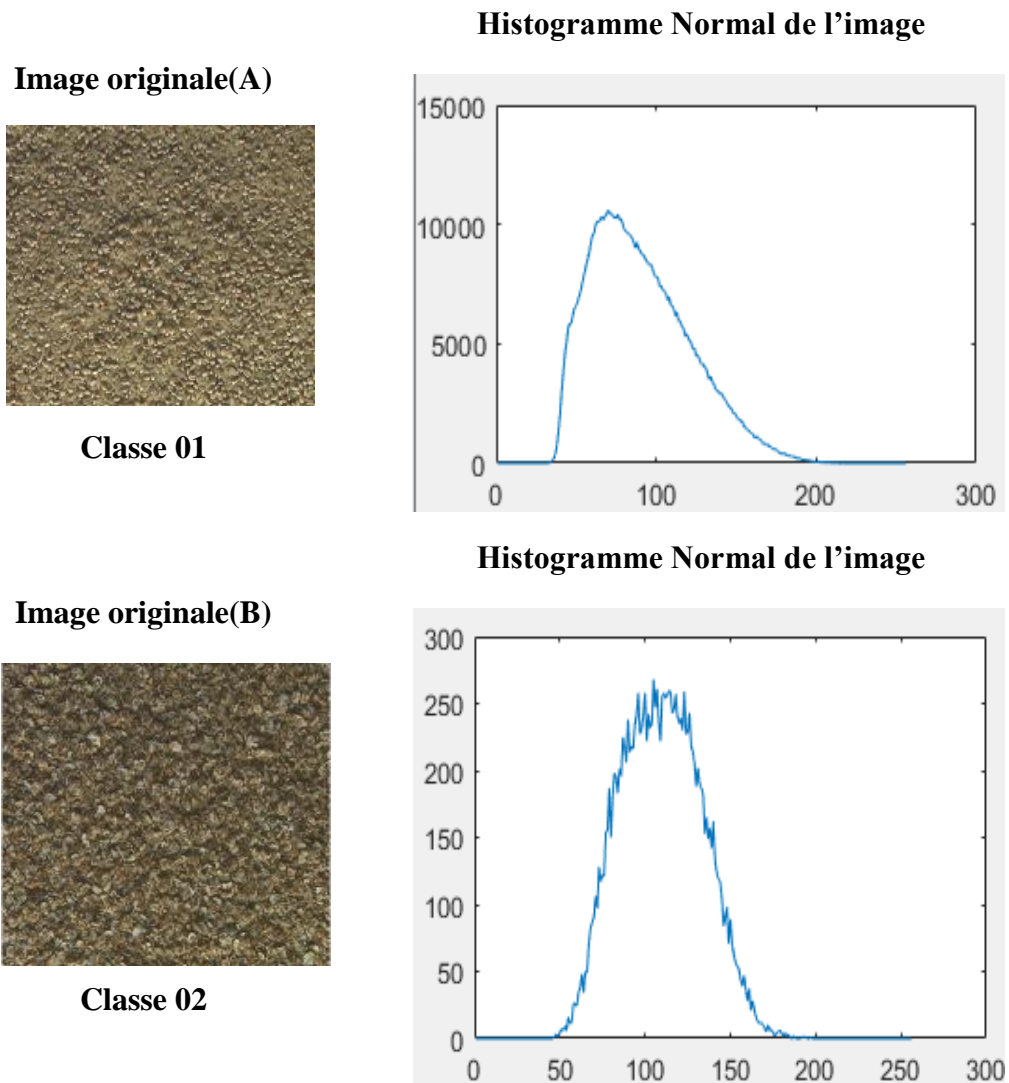 Histogramme Normal de l’image
Image originale(A)
15000
10000
5000
0
0 100 200 300
Classe 01
Histogramme Normal de l’image
Image originale(B)
300
250
200
150
100
50
0
0 50 100 150 200 250 300
Classe 02